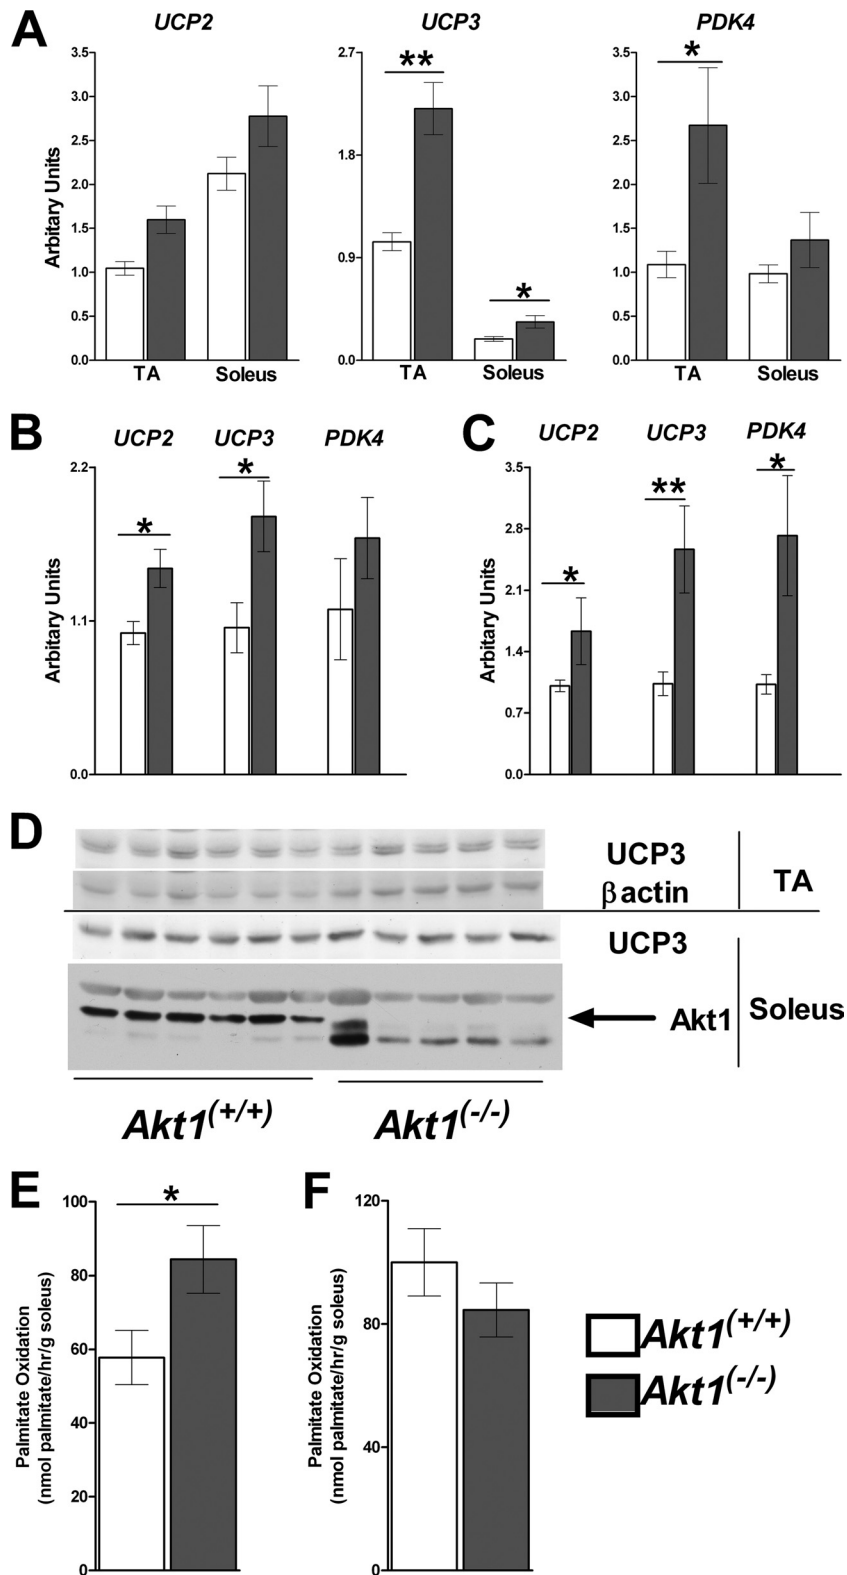 A
UCP2
UCP3
PDK4
Arbitary Units
3.5
3.0
2.5
2.0
1.5
1.0
0.5
0.0
TA
Soleus
2.7
1.8
0.9
0.0
**
*
TA
Soleus
3.5
3.0
2.5
2.0
1.5
1.0
0.5
0.0
*
TA
Soleus
B
UCP2
UCP3
PDK4
Arbitary Units
2.2
1.1
0.0
*
*
C
UCP2
UCP3
PDK4
Arbitary Units
3.5
2.8
2.1
1.4
0.7
0.0
*
**
*
D
UCP3
β actin
TA
UCP3
Akt1
Soleus
Akt1(+/+)
Akt1(-/-)
E
Palmitate Oxidation
(nmol palmitate/hr/g soleus)
100
80
60
40
20
0
*
F
Palmitate Oxidation
(nmol palmitate/hr/g soleus)
120
80
40
0
Akt1(+/+)
Akt1(-/-)